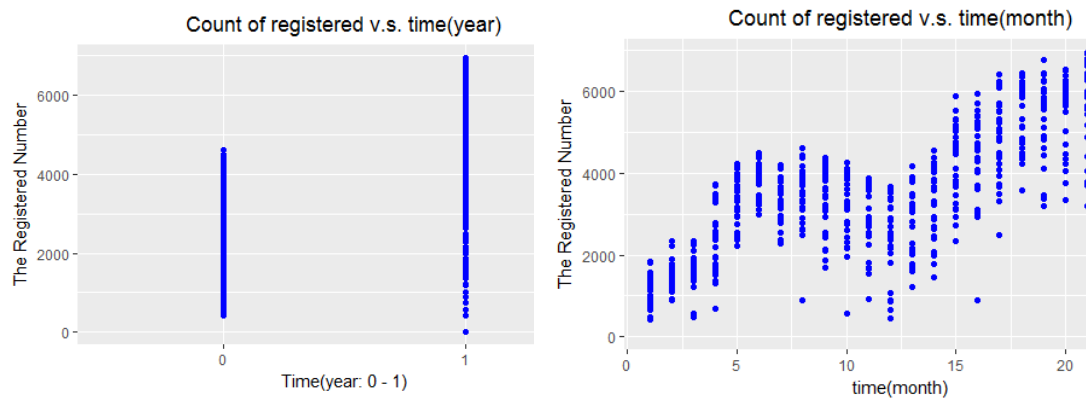 Count of registered v.s. time(year)
The Registered Number
6000
4000
2000
0
0
1
Time(year: 0 - 1)
Count of registered v.s. time(month)
The Registered Number
6000
4000
2000
0
0
5
10
15
20
time(month)